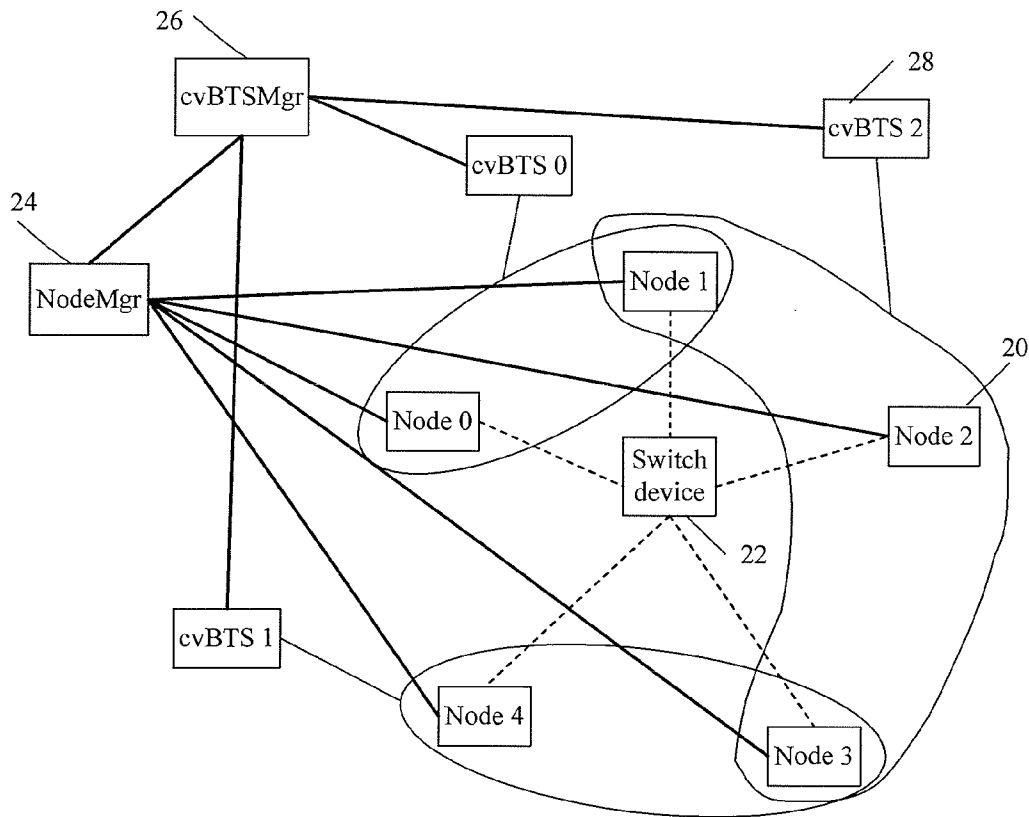 26
cvBTSMgr
28
cvBTS 2
cvBTS 0
24
NodeMgr
Node 1
20
Node 0
Node 2
Switch
device
22
cvBTS 1
Node 4
Node 3